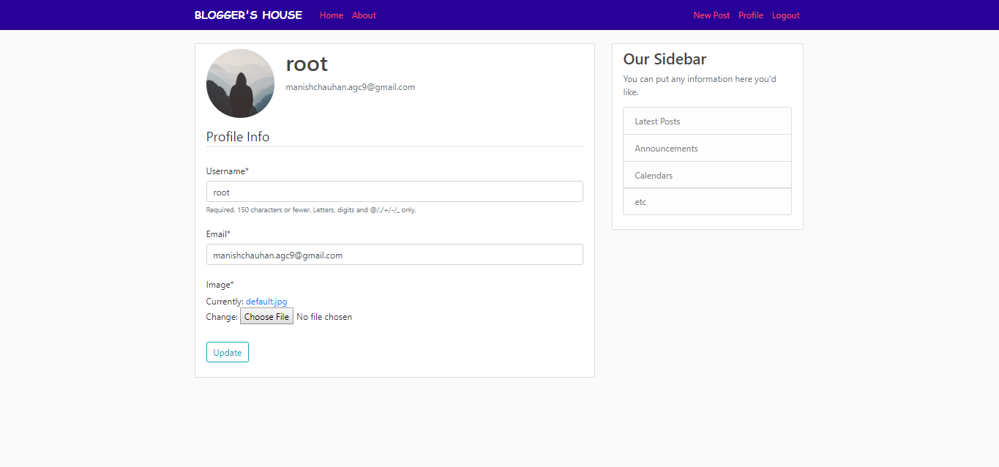 BLOGGER'S HOUSE Home About New Post Profile Logout
root
manishchauhan.agc9@gmail.com
Profile Info
Username*
root
Required. 150 characters or fewer. Letters, digits and @/./+/-/_ only.
Email*
manishchauhan.agc9@gmail.com
Image*
Currently: default.jpg
Change: Choose File No file chosen
Update
Our Sidebar
You can put any information here you'd
like.
Latest Posts
Announcements
Calendars
etc